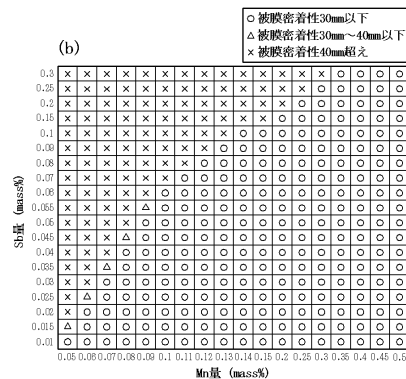 ○ 被膜密着性30mm以下
△ 被膜密着性30mm～40mm以下
× 被膜密着性40mm超え
(b)
Sb量 (mass%)
0.3 × × × × × × × × × × × × × ○ ○ ○ ○ ○
0.25 × × × × × × × × × × × × × ○ ○ ○ ○ ○
0.2 × × × × × × × × × × × × ○ ○ ○ ○ ○ ○
0.15 × × × × × × × × × × × ○ ○ ○ ○ ○ ○ ○
0.1 × × × × × × × × × ○ ○ ○ ○ ○ ○ ○ ○ ○
0.09 × × × × × × × × ○ ○ ○ ○ ○ ○ ○ ○ ○ ○
0.08 × × × × × × × ○ ○ ○ ○ ○ ○ ○ ○ ○ ○ ○
0.07 × × × × × × ○ ○ ○ ○ ○ ○ ○ ○ ○ ○ ○ ○
0.06 × × × × × ○ ○ ○ ○ ○ ○ ○ ○ ○ ○ ○ ○ ○
0.055 × × × × △ ○ ○ ○ ○ ○ ○ ○ ○ ○ ○ ○ ○ ○
0.05 × × × × ○ ○ ○ ○ ○ ○ ○ ○ ○ ○ ○ ○ ○ ○
0.045 × × × △ ○ ○ ○ ○ ○ ○ ○ ○ ○ ○ ○ ○ ○ ○
0.04 × × × ○ ○ ○ ○ ○ ○ ○ ○ ○ ○ ○ ○ ○ ○ ○
0.035 × × △ ○ ○ ○ ○ ○ ○ ○ ○ ○ ○ ○ ○ ○ ○ ○
0.03 × × ○ ○ ○ ○ ○ ○ ○ ○ ○ ○ ○ ○ ○ ○ ○ ○
0.025 × △ ○ ○ ○ ○ ○ ○ ○ ○ ○ ○ ○ ○ ○ ○ ○ ○
0.02 × ○ ○ ○ ○ ○ ○ ○ ○ ○ ○ ○ ○ ○ ○ ○ ○ ○
0.015 △ ○ ○ ○ ○ ○ ○ ○ ○ ○ ○ ○ ○ ○ ○ ○ ○ ○
0.01 ○ ○ ○ ○ ○ ○ ○ ○ ○ ○ ○ ○ ○ ○ ○ ○ ○ ○
0.05 0.06 0.07 0.08 0.09 0.1 0.11 0.12 0.13 0.14 0.15 0.2 0.25 0.3 0.35 0.4 0.45 0.5
Mn量 (mass%)